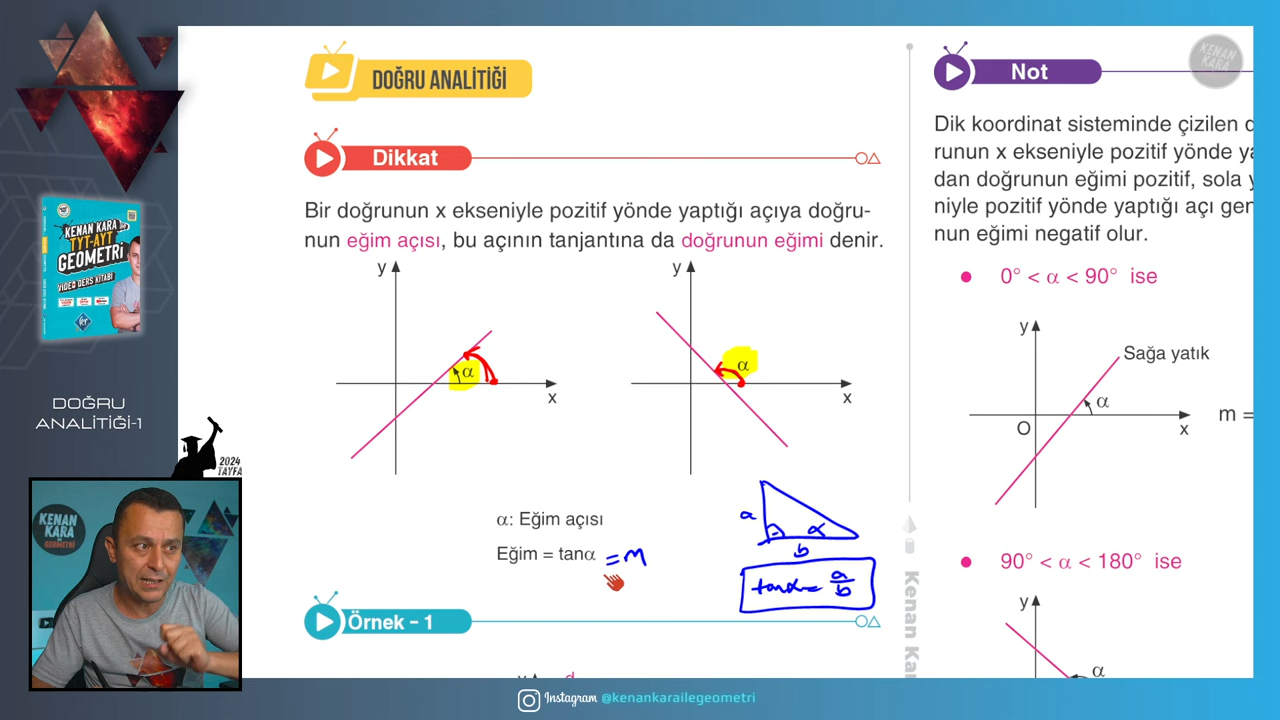 KENAN KARA
TYT-AYT
GEOMETRİ
VİDEO DERS KİTABI
DOĞRU
ANALİTİĞİ-1
2024
TAYFA
KENAN
KARA
GEOMETRİ
DOĞRU ANALİTİĞİ
Dikkat
Bir doğrunun x ekseniyle pozitif yönde yaptığı açıya doğru-
nun eğim açısı, bu açının tanjantına da doğrunun eğimi denir.
y
α
x
y
α
x
α: Eğim açısı
Eğim = tanα = m
a
α
b
tanα = a/b
Örnek - 1
y
d
Kenan Kar
KENAN
KARA
Not
Dik koordinat sisteminde çizilen d
runun x ekseniyle pozitif yönde ya
dan doğrunun eğimi pozitif, sola y
niyle pozitif yönde yaptığı açı gen
nun eğimi negatif olur.
• 0° < α < 90° ise
y
Sağa yatık
α
O
x
m =
• 90° < α < 180° ise
y
α
Instagram @kenankarailegeometri